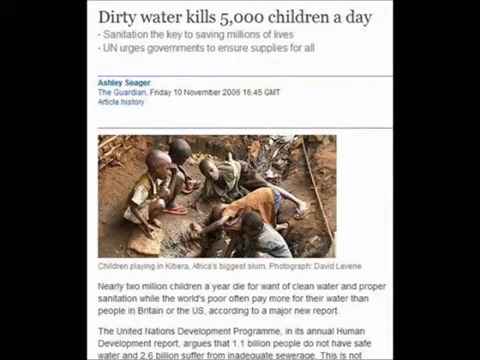 Dirty water kills 5,000 children a day
- Sanitation the key to saving millions of lives
- UN urges governments to ensure supplies for all
Ashley Seager
The Guardian, Friday 10 November 2006 16.45 GMT
Article history
Children playing in Kibera, Africa's biggest slum. Photograph: David Levene
Nearly two million children a year die for want of clean water and proper
sanitation while the world's poor often pay more for their water than
people in Britain or the US, according to a major new report.
The United Nations Development Programme, in its annual Human
Development report, argues that 1.1 billion people do not have safe
water and 2.6 billion suffer from inadequate sewerage. This is not